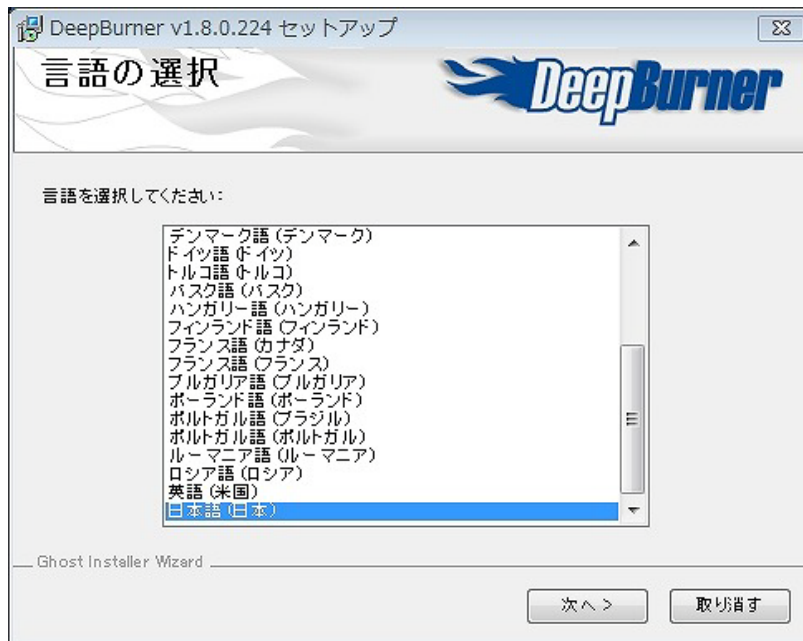 DeepBurner v1.8.0.224 セットアップ
言語の選択
DeepBurner
言語を選択してください:
デンマーク語 (デンマーク)
ドイツ語 (ドイツ)
トルコ語 (トルコ)
バスク語 (バスク)
ハンガリー語 (ハンガリー)
フィンランド語 (フィンランド)
フランス語 (カナダ)
フランス語 (フランス)
ブルガリア語 (ブルガリア)
ポーランド語 (ポーランド)
ポルトガル語 (ブラジル)
ポルトガル語 (ポルトガル)
ルーマニア語 (ルーマニア)
ロシア語 (ロシア)
英語 (米国)
日本語 (日本)
Ghost Installer Wizard
次へ >
取り消す